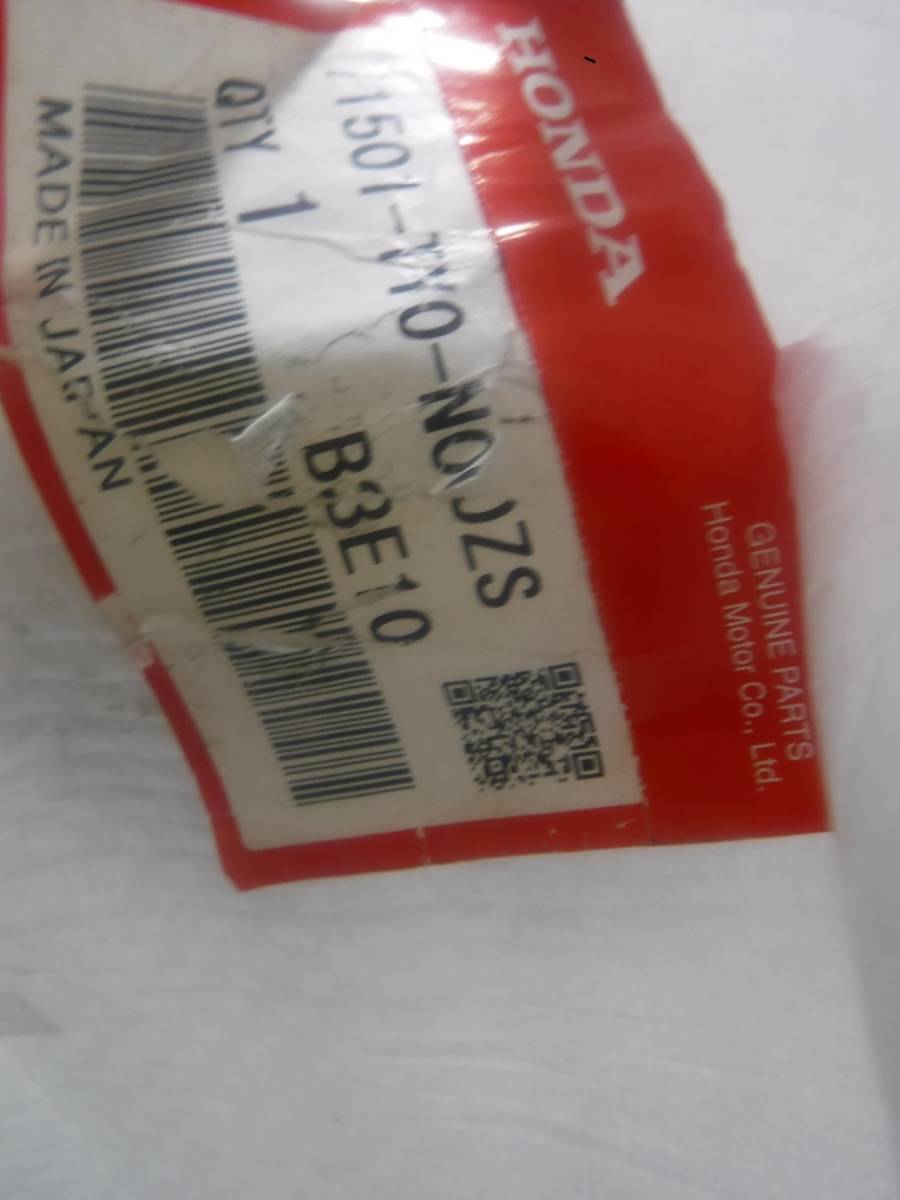 HONDA
GENUINE PARTS
Honda Motor Co., Ltd.
B3E10
QTY 1
MADE IN JAPAN